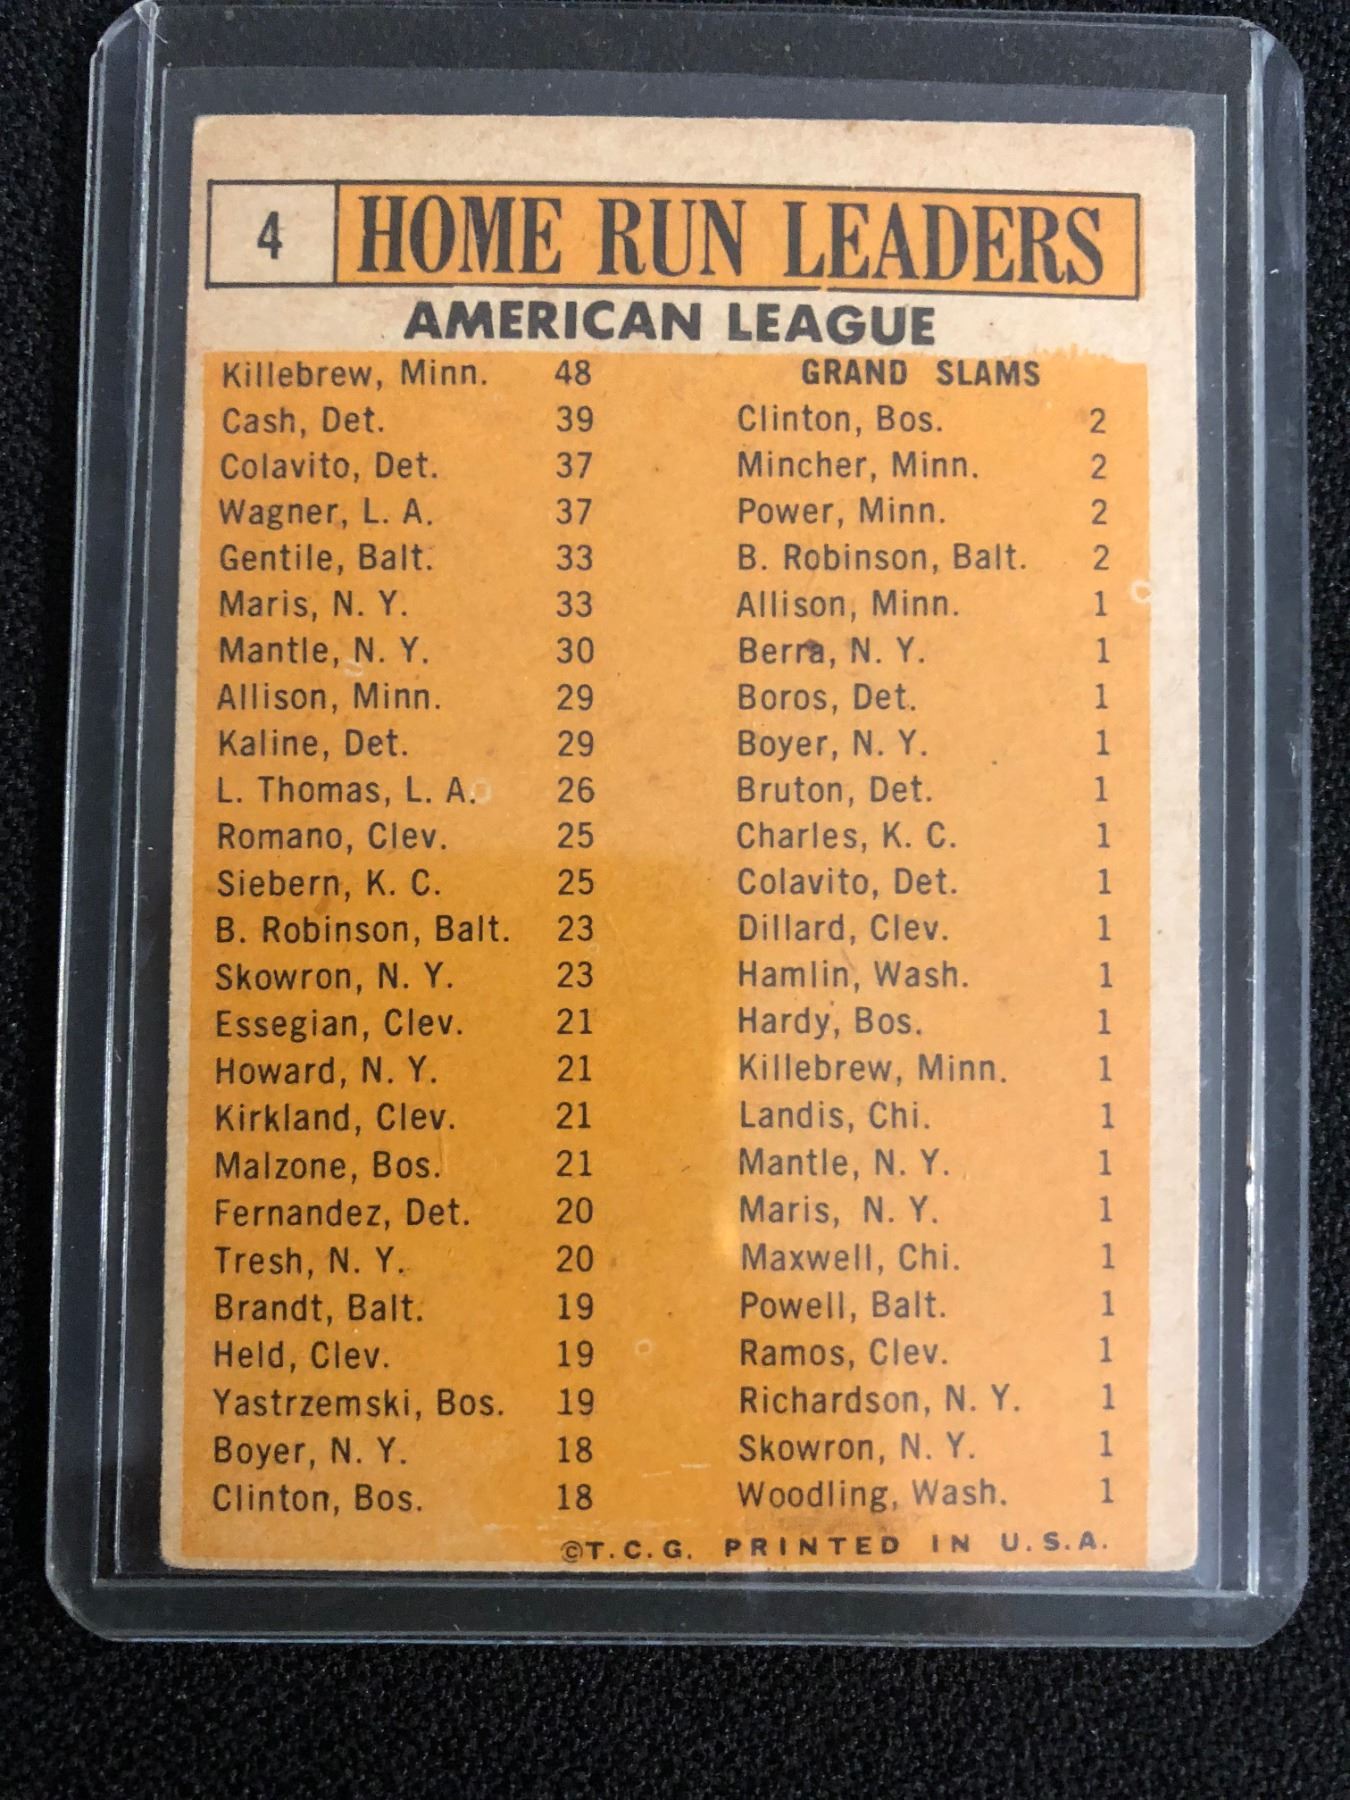 4 HOME RUN LEADERS
AMERICAN LEAGUE
Killebrew, Minn. 48
Cash, Det. 39
Colavito, Det. 37
Wagner, L. A. 37
Gentile, Balt. 33
Maris, N. Y. 33
Mantle, N. Y. 30
Allison, Minn. 29
Kaline, Det. 29
L. Thomas, L. A. 26
Romano, Clev. 25
Siebern, K. C. 25
B. Robinson, Balt. 23
Skowron, N. Y. 23
Essegian, Clev. 21
Howard, N. Y. 21
Kirkland, Clev. 21
Malzone, Bos. 21
Fernandez, Det. 20
Tresh, N. Y. 20
Brandt, Balt. 19
Held, Clev. 19
Yastrzemski, Bos. 19
Boyer, N. Y. 18
Clinton, Bos. 18
GRAND SLAMS
Clinton, Bos. 2
Mincher, Minn. 2
Power, Minn. 2
B. Robinson, Balt. 2
Allison, Minn. 1
Berra, N. Y. 1
Boros, Det. 1
Boyer, N. Y. 1
Bruton, Det. 1
Charles, K. C. 1
Colavito, Det. 1
Dillard, Clev. 1
Hamlin, Wash. 1
Hardy, Bos. 1
Killebrew, Minn. 1
Landis, Chi. 1
Mantle, N. Y. 1
Maris, N. Y. 1
Maxwell, Chi. 1
Powell, Balt. 1
Ramos, Clev. 1
Richardson, N. Y. 1
Skowron, N. Y. 1
Woodling, Wash. 1
©T.C.G. PRINTED IN U.S.A.